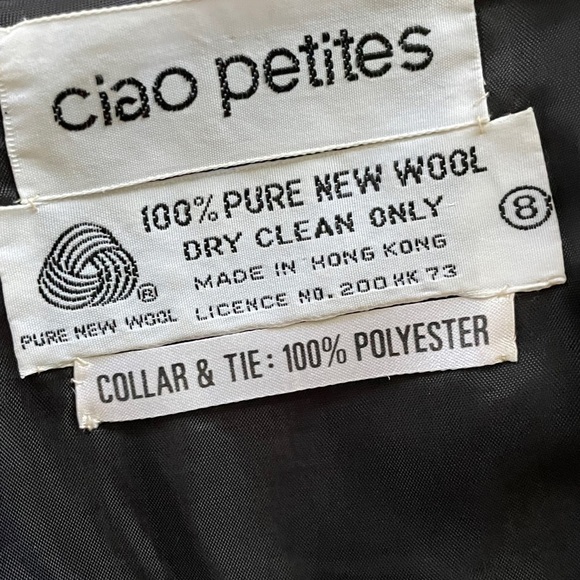 ciao petites
100% PURE NEW WOOL
DRY CLEAN ONLY
MADE IN HONG KONG
LICENCE NO. 200 HK 73
8
®
PURE NEW WOOL
COLLAR & TIE: 100% POLYESTER